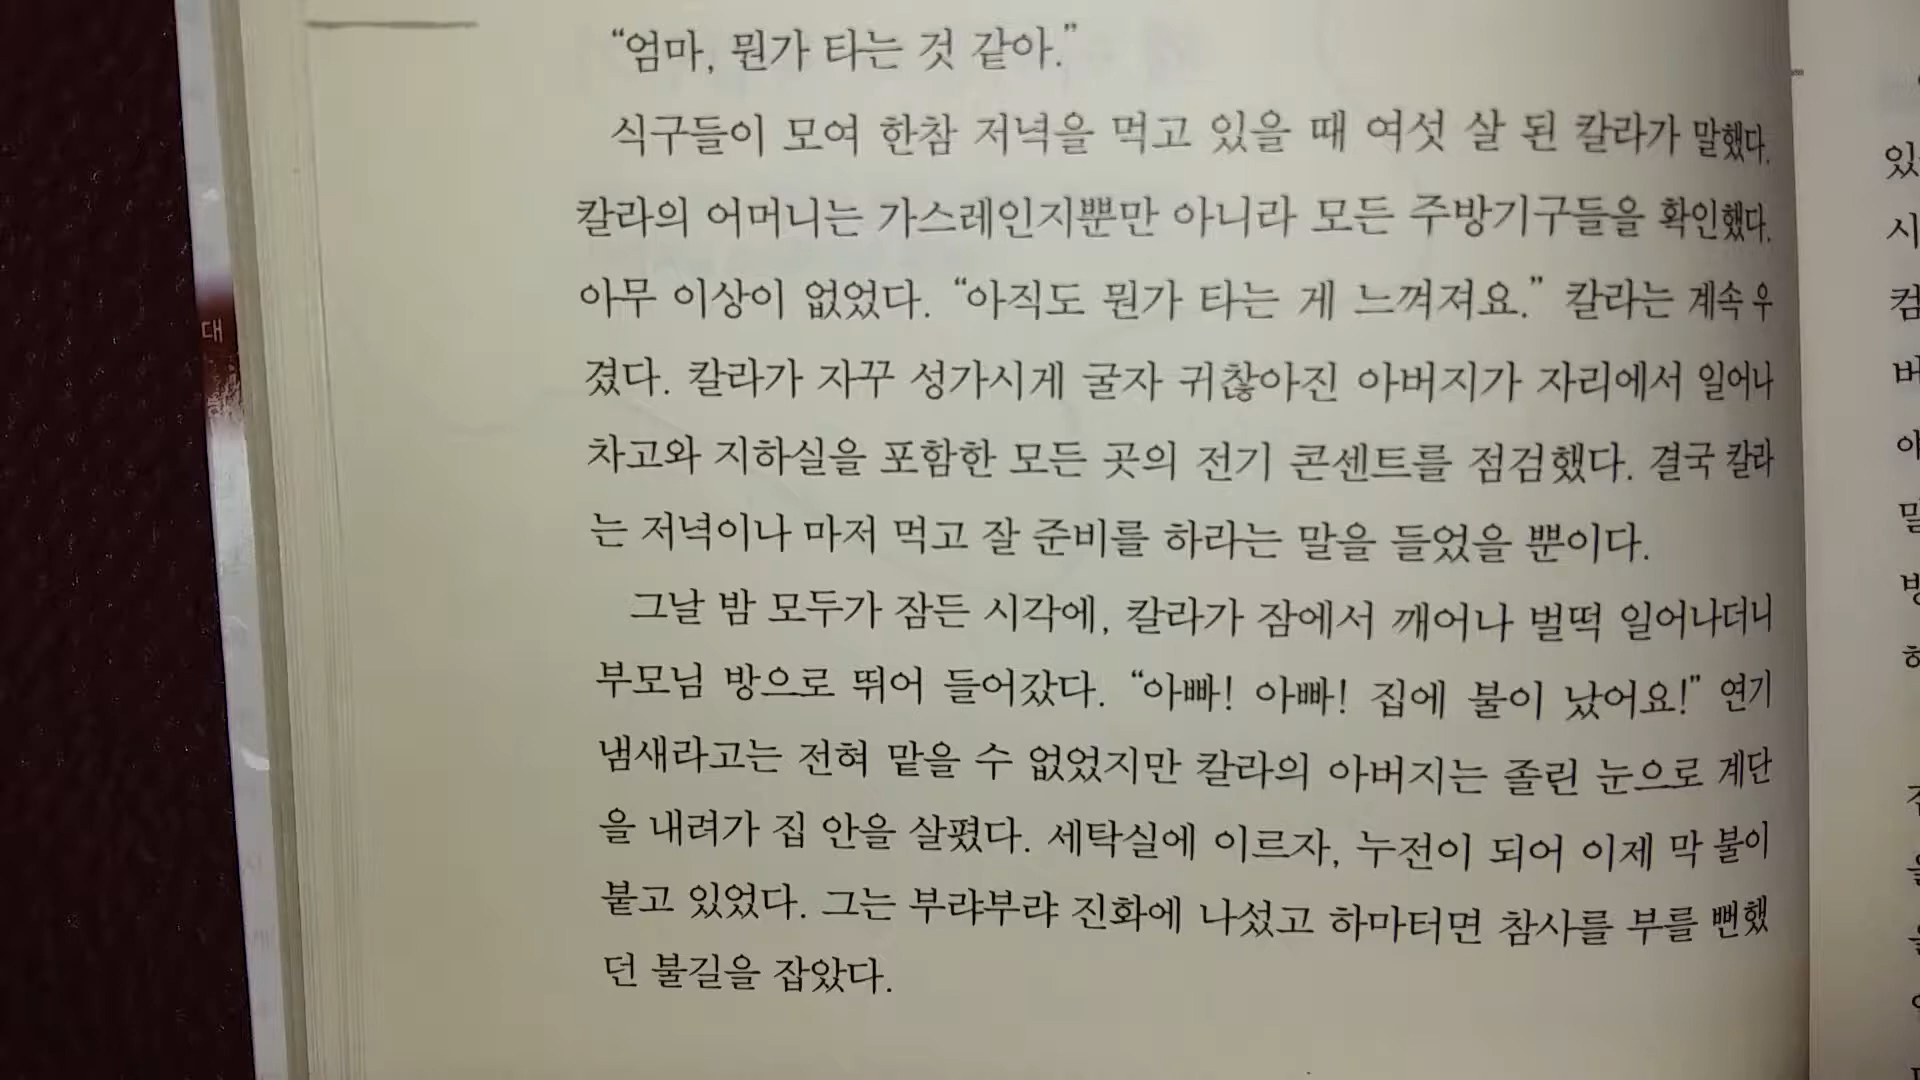 “엄마, 뭔가 타는 것 같아.”
식구들이 모여 한참 저녁을 먹고 있을 때 여섯 살 된 칼라가 말했다.
칼라의 어머니는 가스레인지뿐만 아니라 모든 주방기구들을 확인했다.
아무 이상이 없었다. “아직도 뭔가 타는 게 느껴져요.” 칼라는 계속 우
겼다. 칼라가 자꾸 성가시게 굴자 귀찮아진 아버지가 자리에서 일어나
차고와 지하실을 포함한 모든 곳의 전기 콘센트를 점검했다. 결국 칼라
는 저녁이나 마저 먹고 잘 준비를 하라는 말을 들었을 뿐이다.
그날 밤 모두가 잠든 시각에, 칼라가 잠에서 깨어나 벌떡 일어나더니
부모님 방으로 뛰어 들어갔다. “아빠! 아빠! 집에 불이 났어요!” 연기
냄새라고는 전혀 맡을 수 없었지만 칼라의 아버지는 졸린 눈으로 계단
을 내려가 집 안을 살폈다. 세탁실에 이르자, 누전이 되어 이제 막 불이
붙고 있었다. 그는 부랴부랴 진화에 나섰고 하마터면 참사를 부를 뻔했
던 불길을 잡았다.
대
있
시
컴
버